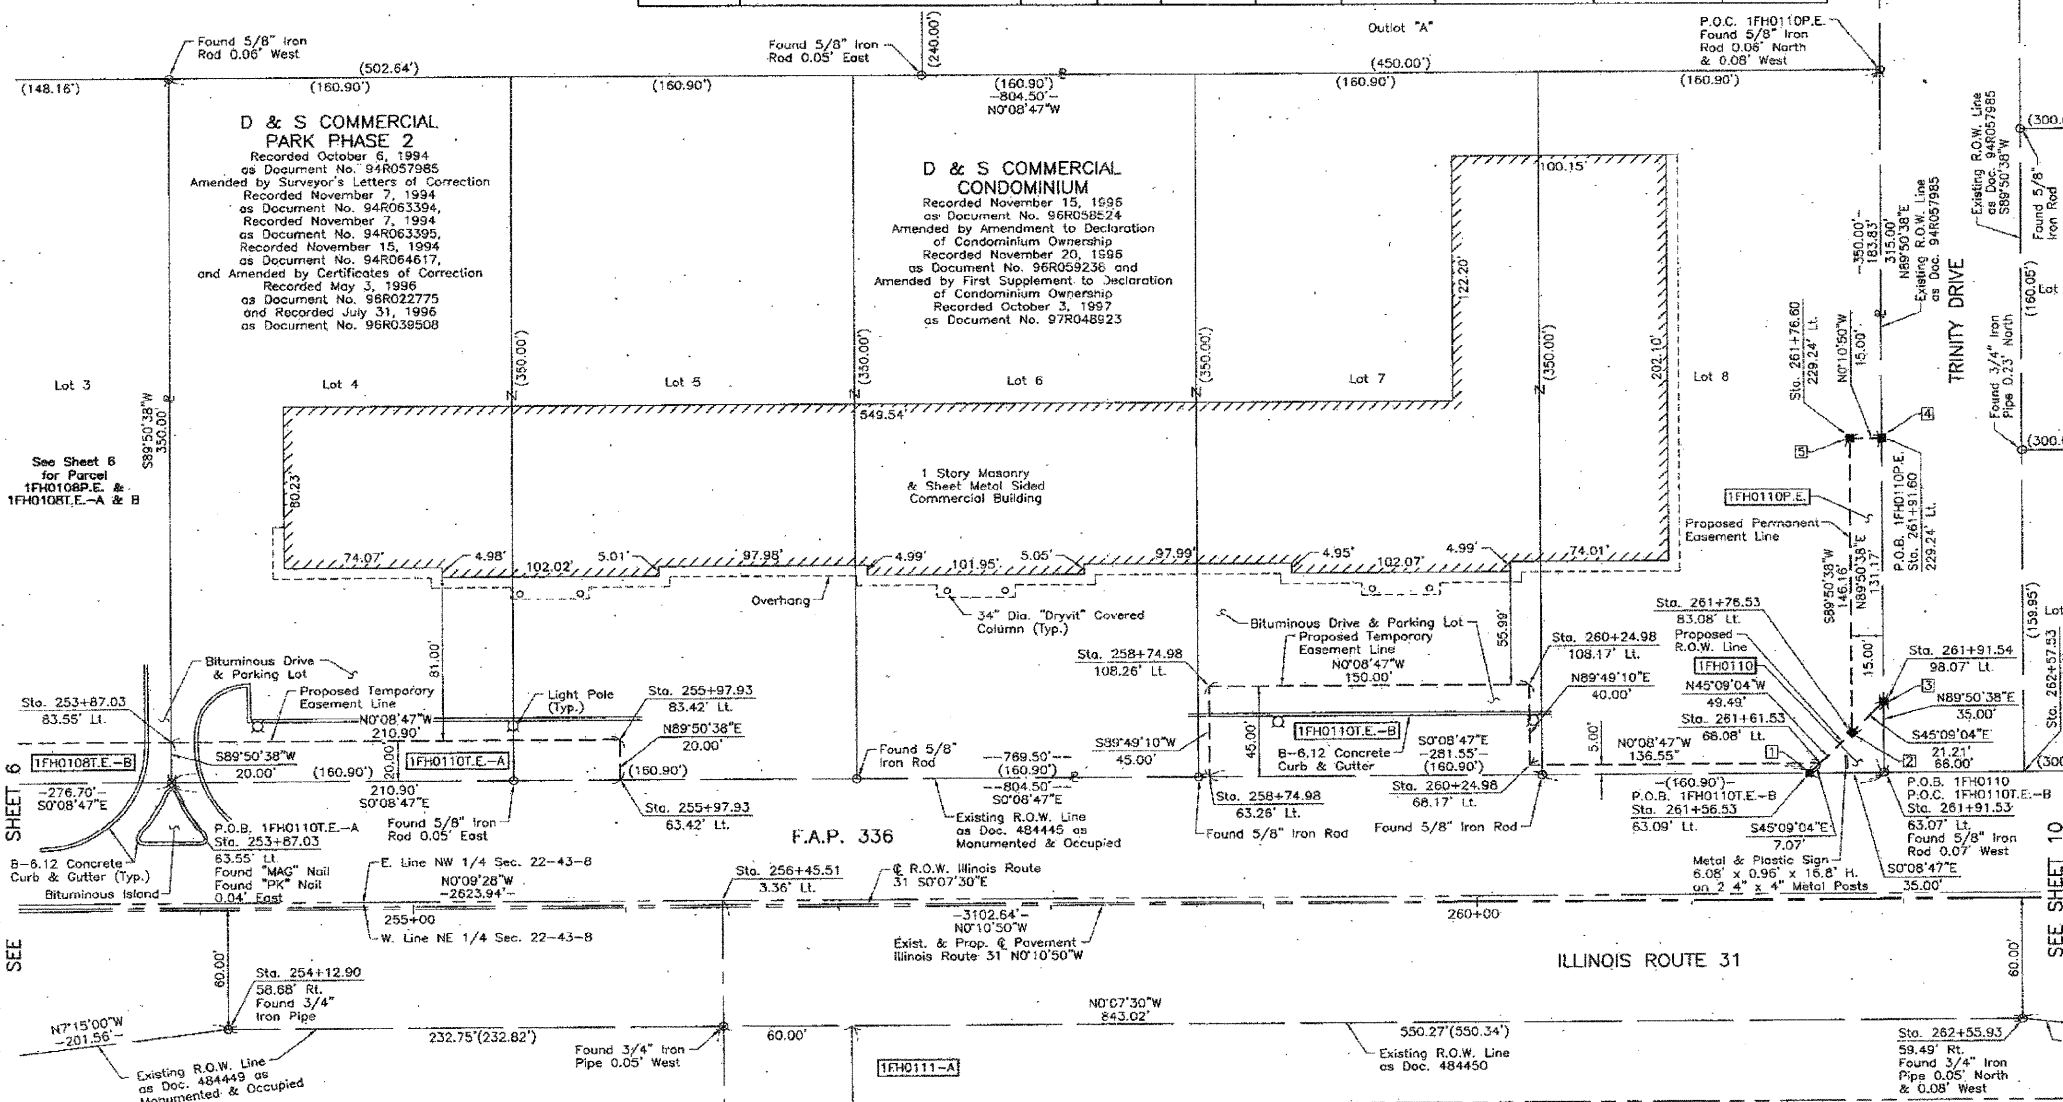 Outlot "A"
Found 5/8" Iron
Rod 0.06' West
Found 5/8" Iron
Rod 0.05' East
(240.00')
P.O.C. 1FH0110P.E.
Found 5/8" Iron
Rod 0.06' North
& 0.08' West
(148.16')
(502.64')
(160.90')
(160.90')
(160.90')
-804.50'-
N0°08'47"W
(450.00')
(160.90')
(160.90')
D & S COMMERCIAL
PARK PHASE 2
Recorded October 6, 1994
as Document No. 94R057985
Amended by Surveyor's Letters of Correction
Recorded November 7, 1994
as Document No. 94R063394,
Recorded November 7, 1994
as Document No. 94R063395,
Recorded November 15, 1994
as Document No. 94R064617,
and Amended by Certificates of Correction
Recorded May 3, 1996
as Document No. 96R022775
and Recorded July 31, 1996
as Document No. 96R039508
D & S COMMERCIAL
CONDOMINIUM
Recorded November 15, 1996
as Document No. 96R058524
Amended by Amendment to Declaration
of Condominium Ownership
Recorded November 20, 1996
as Document No. 96R059236 and
Amended by First Supplement to Declaration
of Condominium Ownership
Recorded October 3, 1997
as Document No. 97R048923
100.15'
122.20'
202.10'
-350.00'-
183.83'
315.00'
N89°50'38"E
Existing R.O.W. Line
as Doc. 94R057985
TRINITY DRIVE
Existing R.O.W. Line
as Doc. 94R057985
S89°50'38"W
Found 5/8"
Iron Rod
(300.0
(160.05')
Lot
Found 3/4" Iron
Pipe 0.23' North
(300.0
Lot 3
Lot 4
Lot 5
Lot 6
Lot 7
Lot 8
S89°50'38"W
350.00'
(350.00')
(350.00')
(350.00')
(350.00')
Sta. 261+76.60
229.24' Lt.
N0°10'50"W
15.00'
4
5
549.54'
80.23'
See Sheet 6
for Parcel
1FH0108P.E. &
1FH0108T.E.-A & B
1 Story Masonry
& Sheet Metal Sided
Commercial Building
1FH0110P.E.
Proposed Permanent
Easement Line
P.O.B. 1FH0110P.E.
Sta. 261+91.60
229.24' Lt.
S89°50'38"W
146.16'
N89°50'38"E
131.17'
15.00'
74.07'
4.98'
102.02'
5.01'
97.98'
4.99'
101.95'
5.05'
97.99'
4.95'
102.07'
4.99'
74.01'
Overhang
34" Dia. "Dryvit" Covered
Column (Typ.)
81.00'
55.99'
Bituminous Drive & Parking Lot
Proposed Temporary
Easement Line
N0°08'47"W
150.00'
Sta. 258+74.98
108.26' Lt.
Sta. 260+24.98
108.17' Lt.
N89°49'10"E
40.00'
Sta. 261+76.53
83.08' Lt.
Proposed
R.O.W. Line
1FH0110
N45°09'04"W
49.49'
Sta. 261+61.53
68.08' Lt.
Sta. 261+91.54
98.07' Lt.
3
N89°50'38"E
35.00'
S45°09'04"E
21.21'
66.00'
(159.95')
Lot
Sta. 262+57.53
(300
Bituminous Drive
& Parking Lot
Proposed Temporary
Easement Line
N0°08'47"W
210.90'
Light Pole
(Typ.)
Sta. 255+97.93
83.42' Lt.
N89°50'38"E
20.00'
Sta. 253+87.03
83.55' Lt.
1FH0108T.E.-B
S89°50'38"W
20.00'
(160.90')
20.00'
1FH0110T.E.-A
(160.90')
Found 5/8"
Iron Rod
-769.50'-
(160.90')
--804.50'--
S0°08'47"E
S89°49'10"W
45.00'
45.00'
1FH0110T.E.-B
B-6.12 Concrete
Curb & Gutter
S0°08'47"E
-281.55'-
(160.90')
5.00'
N0°08'47"W
136.55'
1
2
-276.70'-
S0°08'47"E
210.90'
S0°08'47"E
Found 5/8" Iron
Rod 0.05' East
Sta. 255+97.93
63.42' Lt.
Existing R.O.W. Line
as Doc. 484445 as
Monumented & Occupied
Sta. 258+74.98
63.26' Lt.
Found 5/8" Iron Rod
Sta. 260+24.98
68.17' Lt.
Found 5/8" Iron Rod
-(160.90')-
P.O.B. 1FH0110T.E.-B
Sta. 261+56.53
63.09' Lt.
S45°09'04"E
7.07'
P.O.B. 1FH0110
P.O.C. 1FH0110T.E.-B
Sta. 261+91.53
63.07' Lt.
Found 5/8" Iron
Rod 0.07' West
S0°08'47"E
35.00'
Metal & Plastic Sign
6.08' x 0.96' x 16.8' H.
on 2 4" x 4" Metal Posts
SEE SHEET 6
SEE SHEET 10
B-6.12 Concrete
Curb & Gutter (Typ.)
Bituminous Island
P.O.B. 1FH0110T.E.-A
Sta. 253+87.03
63.55' Lt.
Found "MAG" Nail
Found "PK" Nail
0.04' East
F.A.P. 336
E. Line NW 1/4 Sec. 22-43-8
N0°09'28"W
-2623.94'-
W. Line NE 1/4 Sec. 22-43-8
255+00
Sta. 256+45.51
3.36' Lt.
℄ R.O.W. Illinois Route
31 S0°07'30"E
-3102.64'-
N0°10'50"W
Exist. & Prop. ℄ Pavement
Illinois Route 31 N0°10'50"W
260+00
ILLINOIS ROUTE 31
60.00'
60.00'
Sta. 254+12.90
58.68' Rt.
Found 3/4"
Iron Pipe
N7°15'00"W
-201.56'-
Existing R.O.W. Line
as Doc. 484449 as
Monumented & Occupied
232.75'(232.82')
Found 3/4" Iron
Pipe 0.05' West
60.00'
1FH0111-A
N0°07'30"W
843.02'
550.27'(550.34')
Existing R.O.W. Line
as Doc. 484450
Sta. 262+55.93
59.49' Rt.
Found 3/4" Iron
Pipe 0.05' North
& 0.08' West